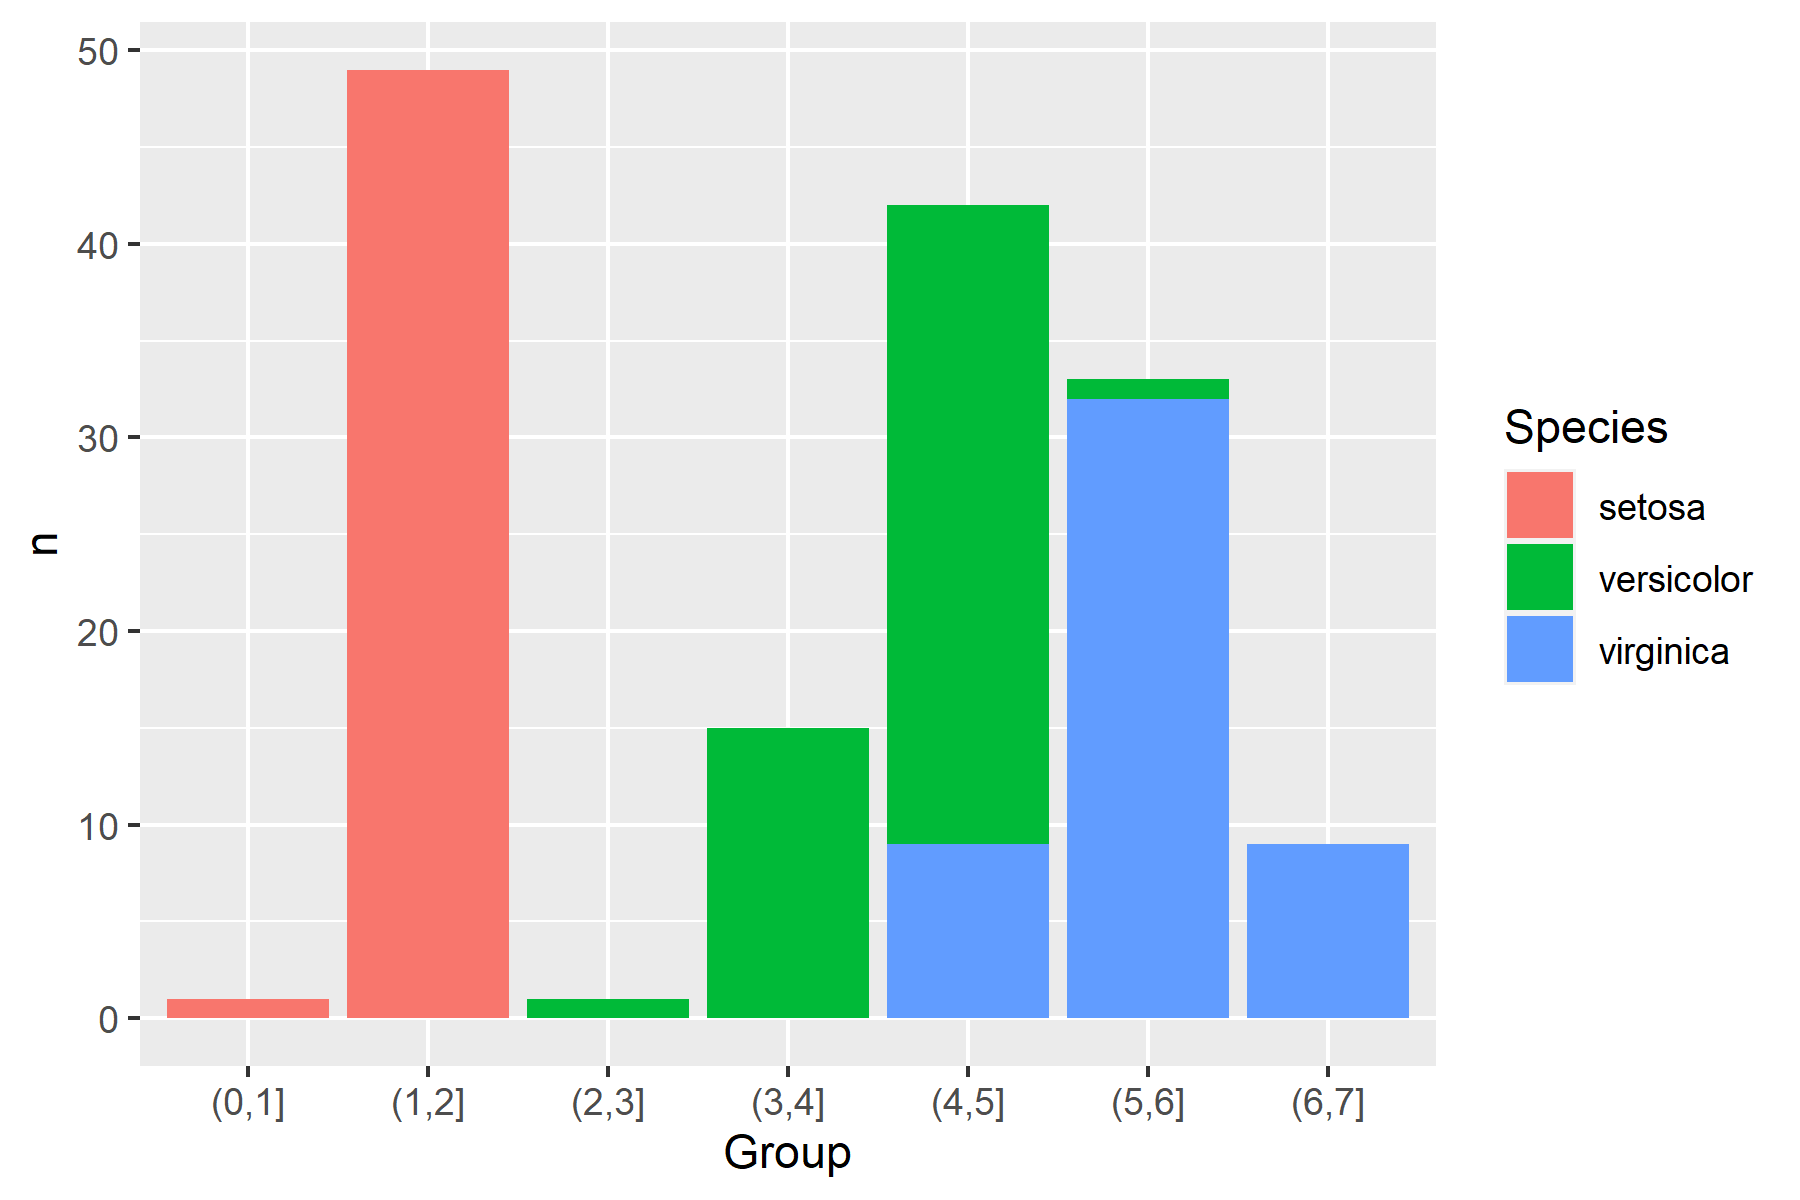 50
40
30
20
10
0
n
(0,1] (1,2] (2,3] (3,4] (4,5] (5,6] (6,7]
Group
Species
setosa
versicolor
virginica